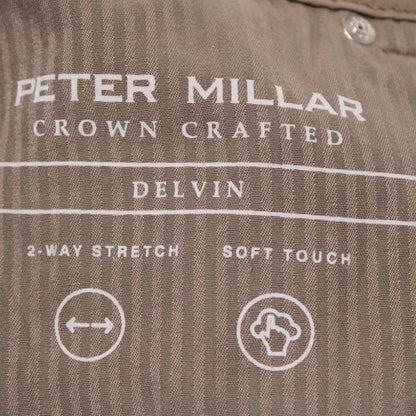 PETER MILLAR
CROWN CRAFTED
DELVIN
2-WAY STRETCH SOFT TOUCH